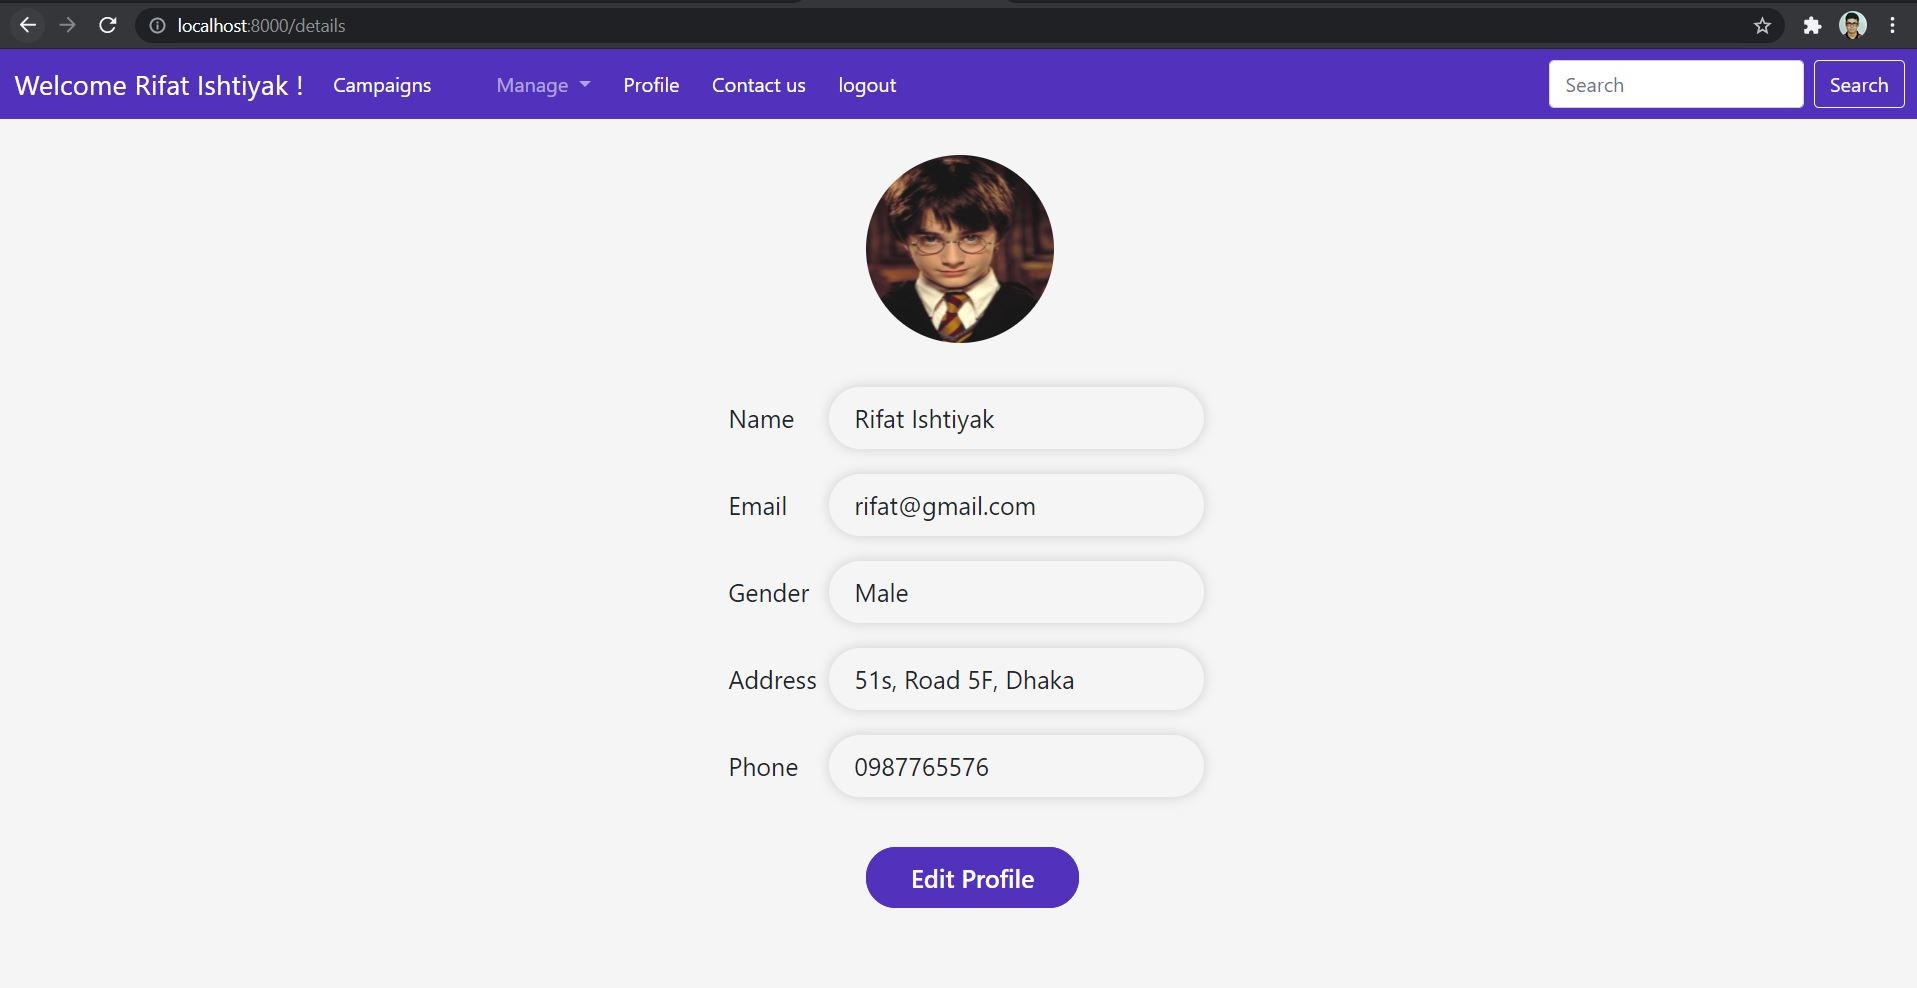 localhost:8000/details
Welcome Rifat Ishtiyak ! Campaigns Manage Profile Contact us logout Search Search
Name Rifat Ishtiyak
Email rifat@gmail.com
Gender Male
Address 51s, Road 5F, Dhaka
Phone 0987765576
Edit Profile